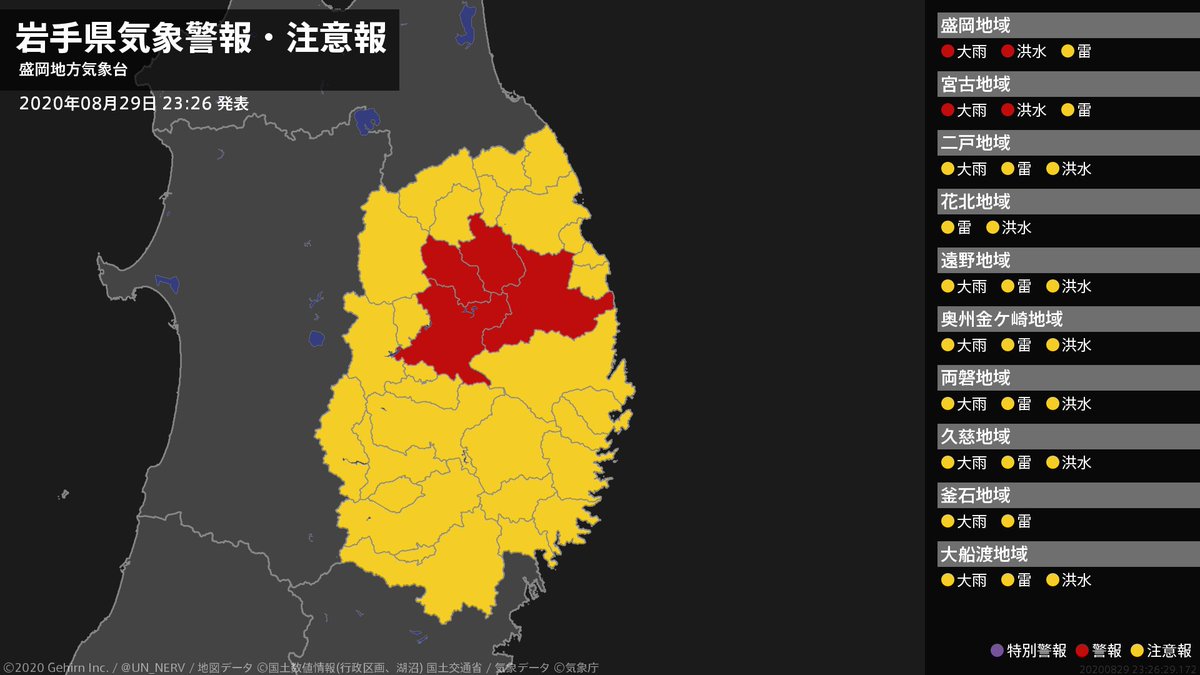 岩手県気象警報・注意報
盛岡地方気象台
2020年08月29日 23:26 発表
盛岡地域
大雨 洪水 雷
宮古地域
大雨 洪水 雷
二戸地域
大雨 雷 洪水
花北地域
雷 洪水
遠野地域
大雨 雷 洪水
奥州金ケ崎地域
大雨 雷 洪水
両磐地域
大雨 雷 洪水
久慈地域
大雨 雷 洪水
釜石地域
大雨 雷
大船渡地域
大雨 雷 洪水
特別警報 警報 注意報
©2020 Gehirn Inc. / @UN_NERV / 地図データ ©国土数値情報(行政区画、湖沼) 国土交通省 / 気象データ ©気象庁
20200829 23:26:29.177